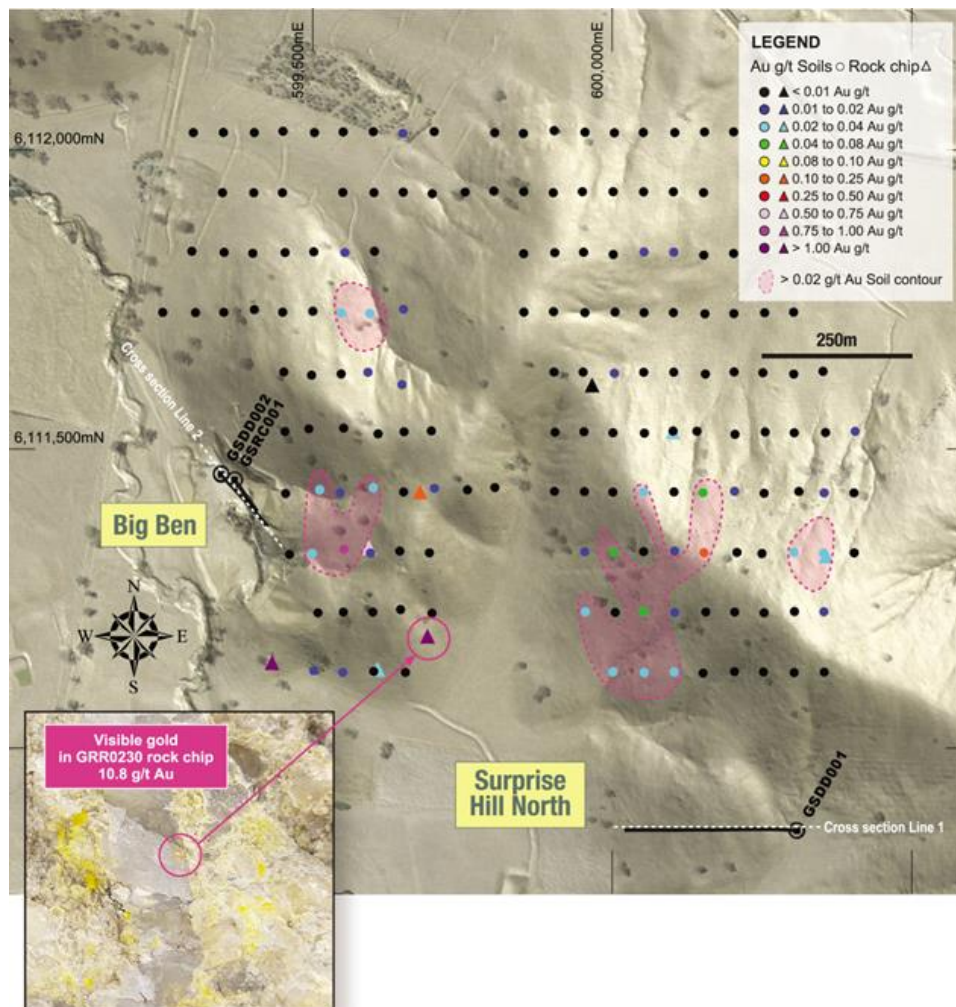 599,500mE
600,000mE
LEGEND
Au g/t Soils Rock chip
< 0.01 Au g/t
0.01 to 0.02 Au g/t
0.02 to 0.04 Au g/t
0.04 to 0.08 Au g/t
0.08 to 0.10 Au g/t
0.10 to 0.25 Au g/t
0.25 to 0.50 Au g/t
0.50 to 0.75 Au g/t
0.75 to 1.00 Au g/t
> 1.00 Au g/t
> 0.02 g/t Au Soil contour
250m
6,112,000mN
Cross section Line 2
GSDD002
GSRC001
6,111,500mN
Big Ben
N
W E
S
Visible gold
in GRR0230 rock chip
10.8 g/t Au
Surprise
Hill North
GSDD001
Cross section Line 1